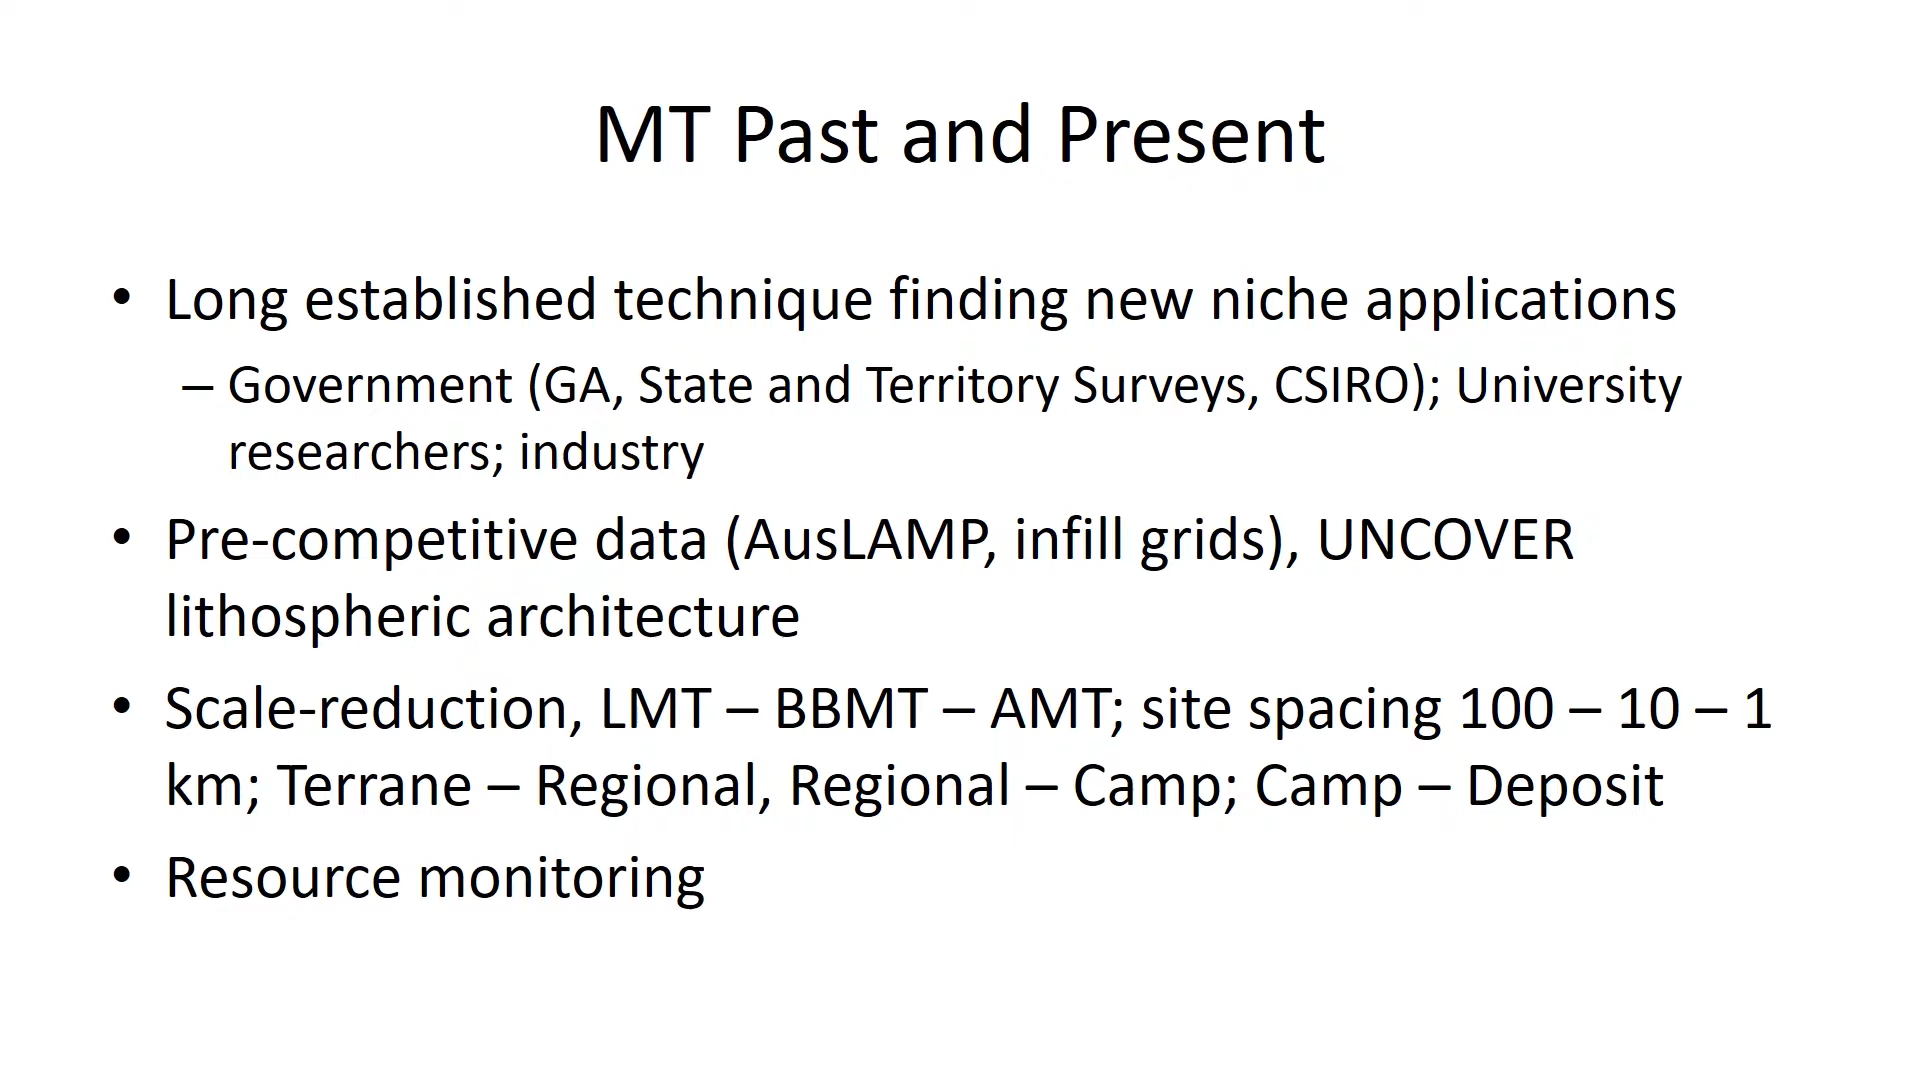 MT Past and Present
• Long established technique finding new niche applications
– Government (GA, State and Territory Surveys, CSIRO); University
researchers; industry
• Pre-competitive data (AusLAMP, infill grids), UNCOVER
lithospheric architecture
• Scale-reduction, LMT – BBMT – AMT; site spacing 100 – 10 – 1
km; Terrane – Regional, Regional – Camp; Camp – Deposit
• Resource monitoring